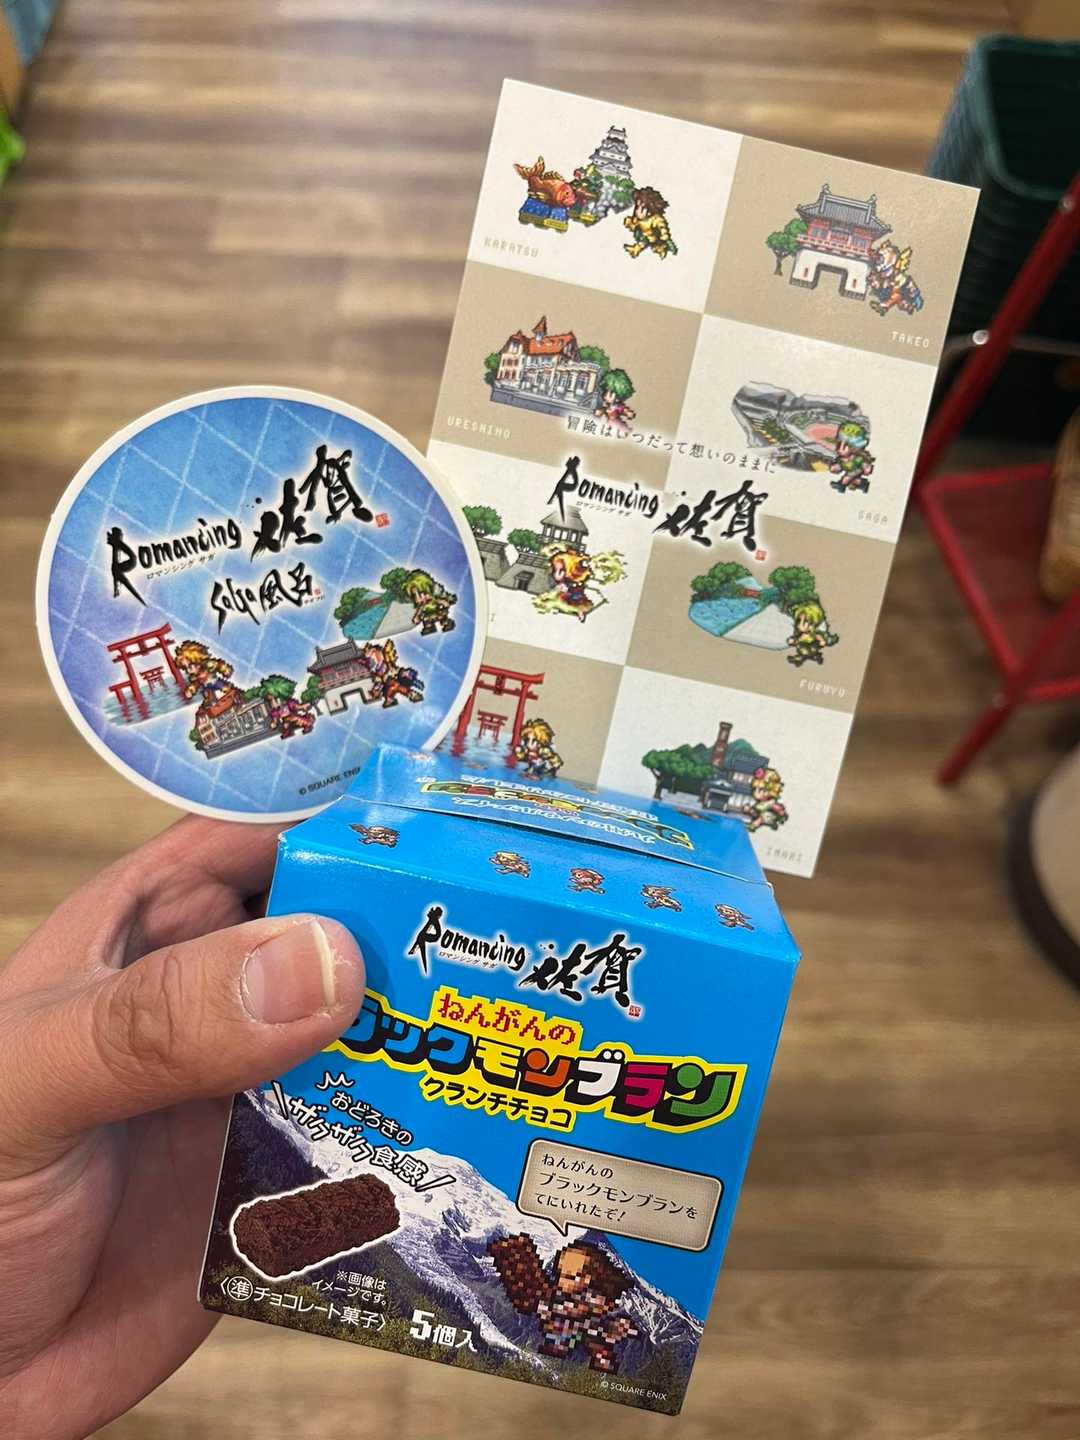 KARATSU
TAKEO
URESHINO
冒険はいつだって想いのままに
Romancing 佐賀
ロマンシング サガ
SAGA
I
FURUYU
IMARI
Romancing 佐賀
ロマンシング サガ
SaGa風呂
© SQUARE ENIX
Romancing 佐賀
ロマンシング サガ
ねんがんの
ラックモンブラン
クランチチョコ
おどろきの
ザクザク食感
ねんがんの
ブラックモンブランを
てにいれたぞ!
※画像は
イメージです。
〈準チョコレート菓子〉
5個入
© SQUARE ENIX